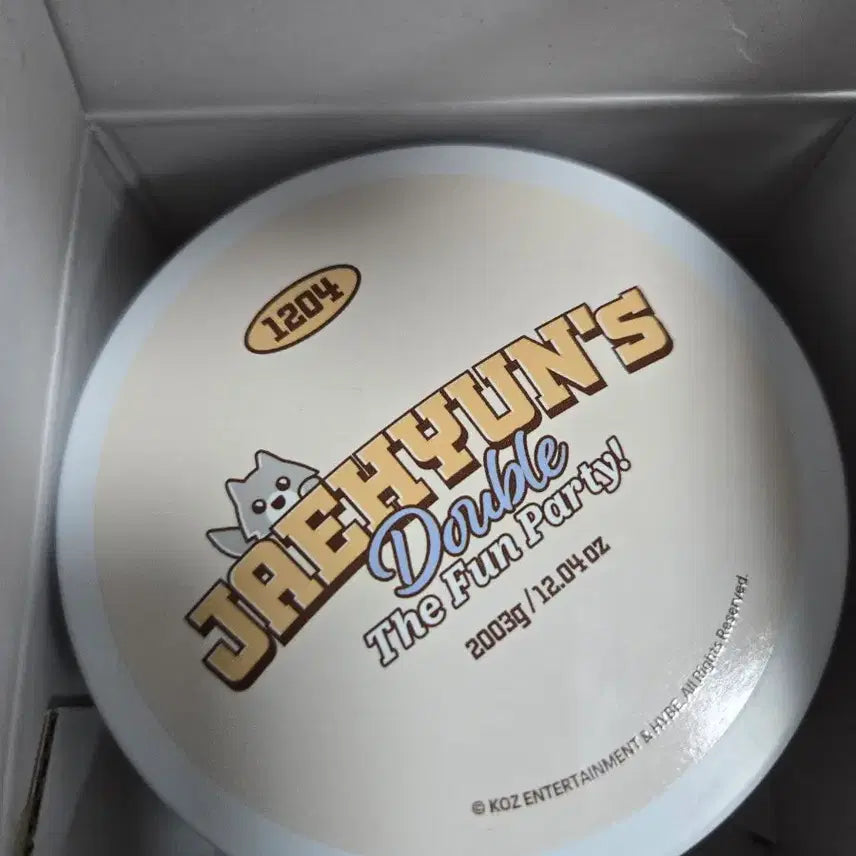 1204
JAEHYUN'S
Double
The Fun Party!
2003g / 12.04 oz
© KOZ ENTERTAINMENT & HYBE. All Rights Reserved.